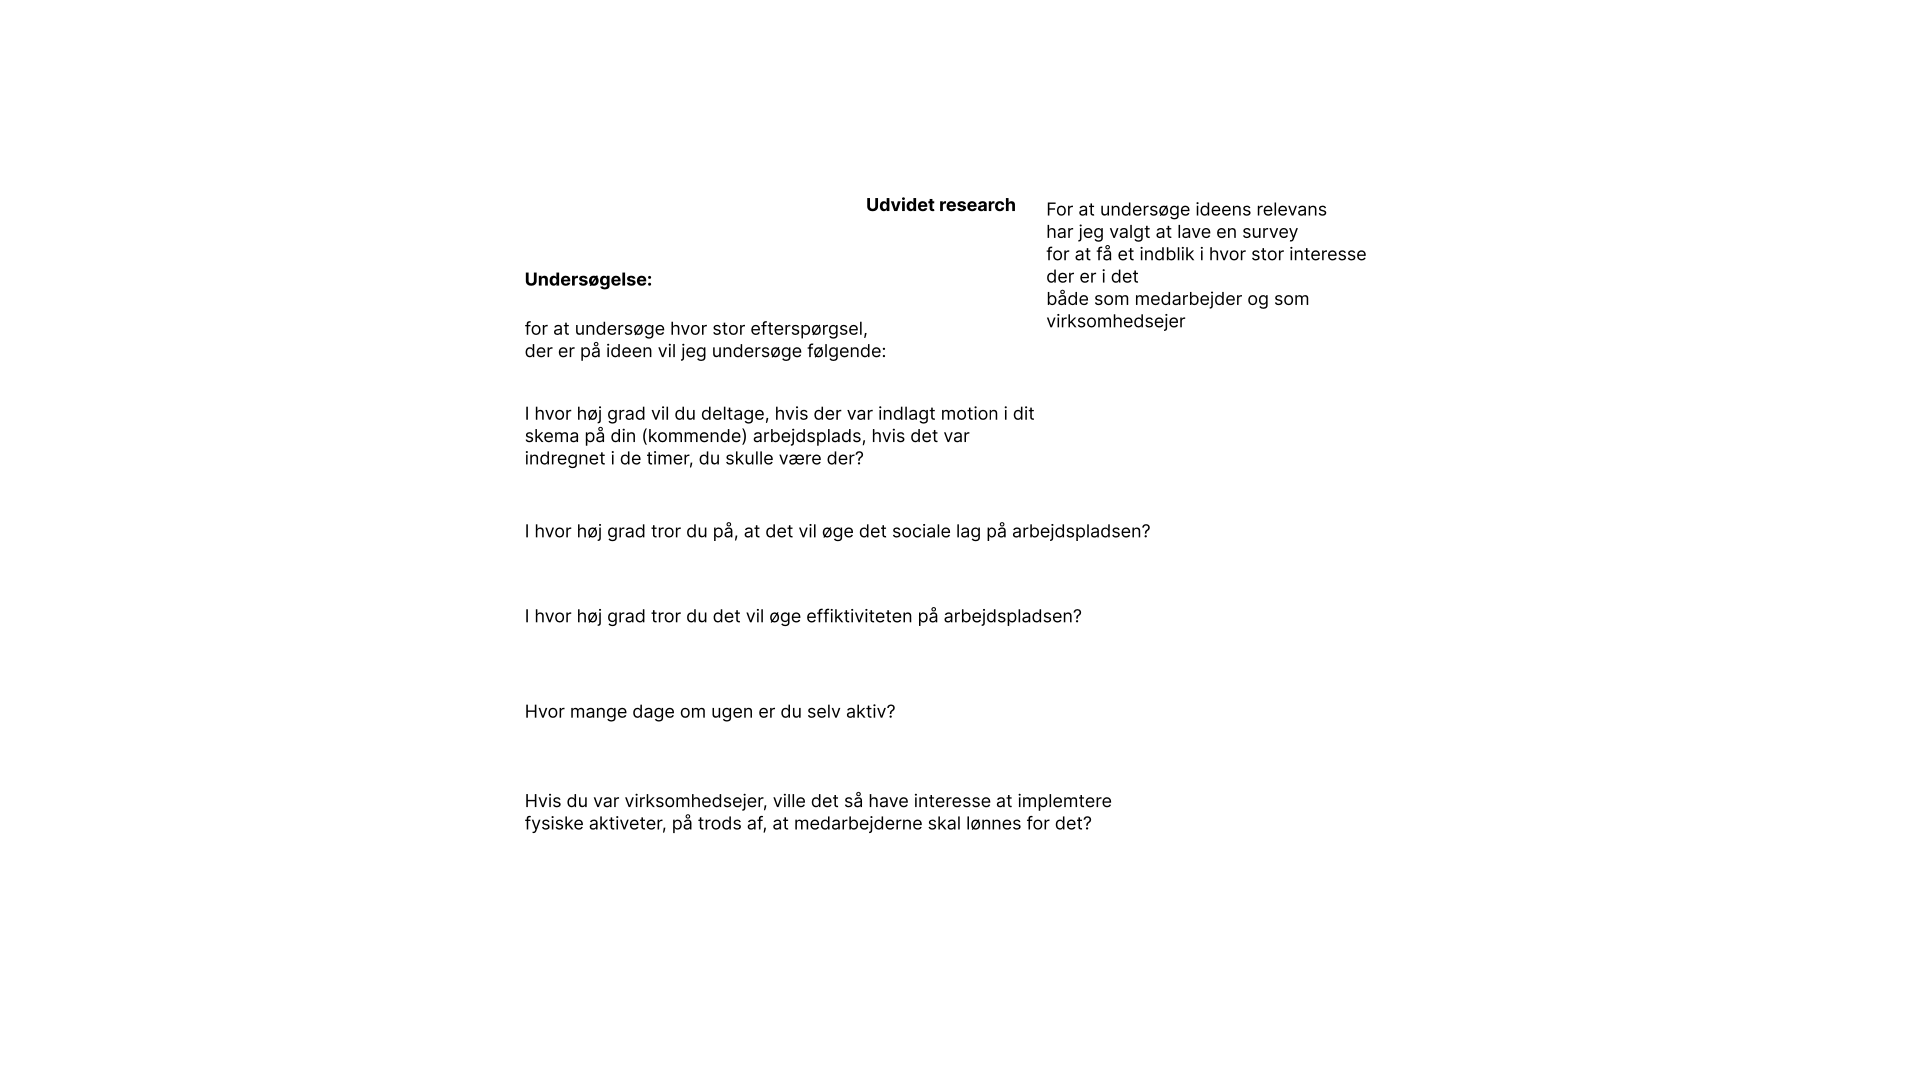 Udvidet research
For at undersøge ideens relevans
har jeg valgt at lave en survey
for at få et indblik i hvor stor interesse
der er i det
både som medarbejder og som
virksomhedsejer
Undersøgelse:
for at undersøge hvor stor efterspørgsel,
der er på ideen vil jeg undersøge følgende:
I hvor høj grad vil du deltage, hvis der var indlagt motion i dit
skema på din (kommende) arbejdsplads, hvis det var
indregnet i de timer, du skulle være der?
I hvor høj grad tror du på, at det vil øge det sociale lag på arbejdspladsen?
I hvor høj grad tror du det vil øge effiktiviteten på arbejdspladsen?
Hvor mange dage om ugen er du selv aktiv?
Hvis du var virksomhedsejer, ville det så have interesse at implemtere
fysiske aktiveter, på trods af, at medarbejderne skal lønnes for det?